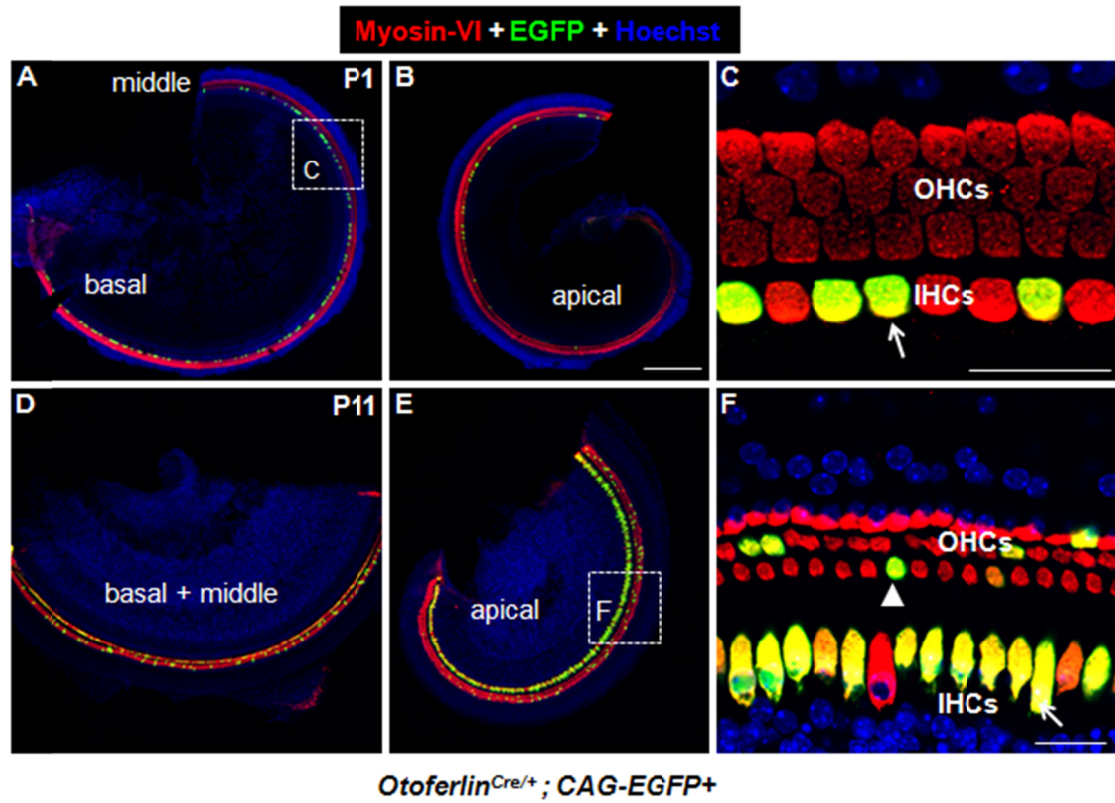 Myosin-VI + EGFP + Hoechst
A middle P1
C
basal
B
apical
C
OHCs
IHCs
D P11
basal + middle
E
apical
F
F
OHCs
IHCs
Otoferlin^Cre/+; CAG-EGFP+